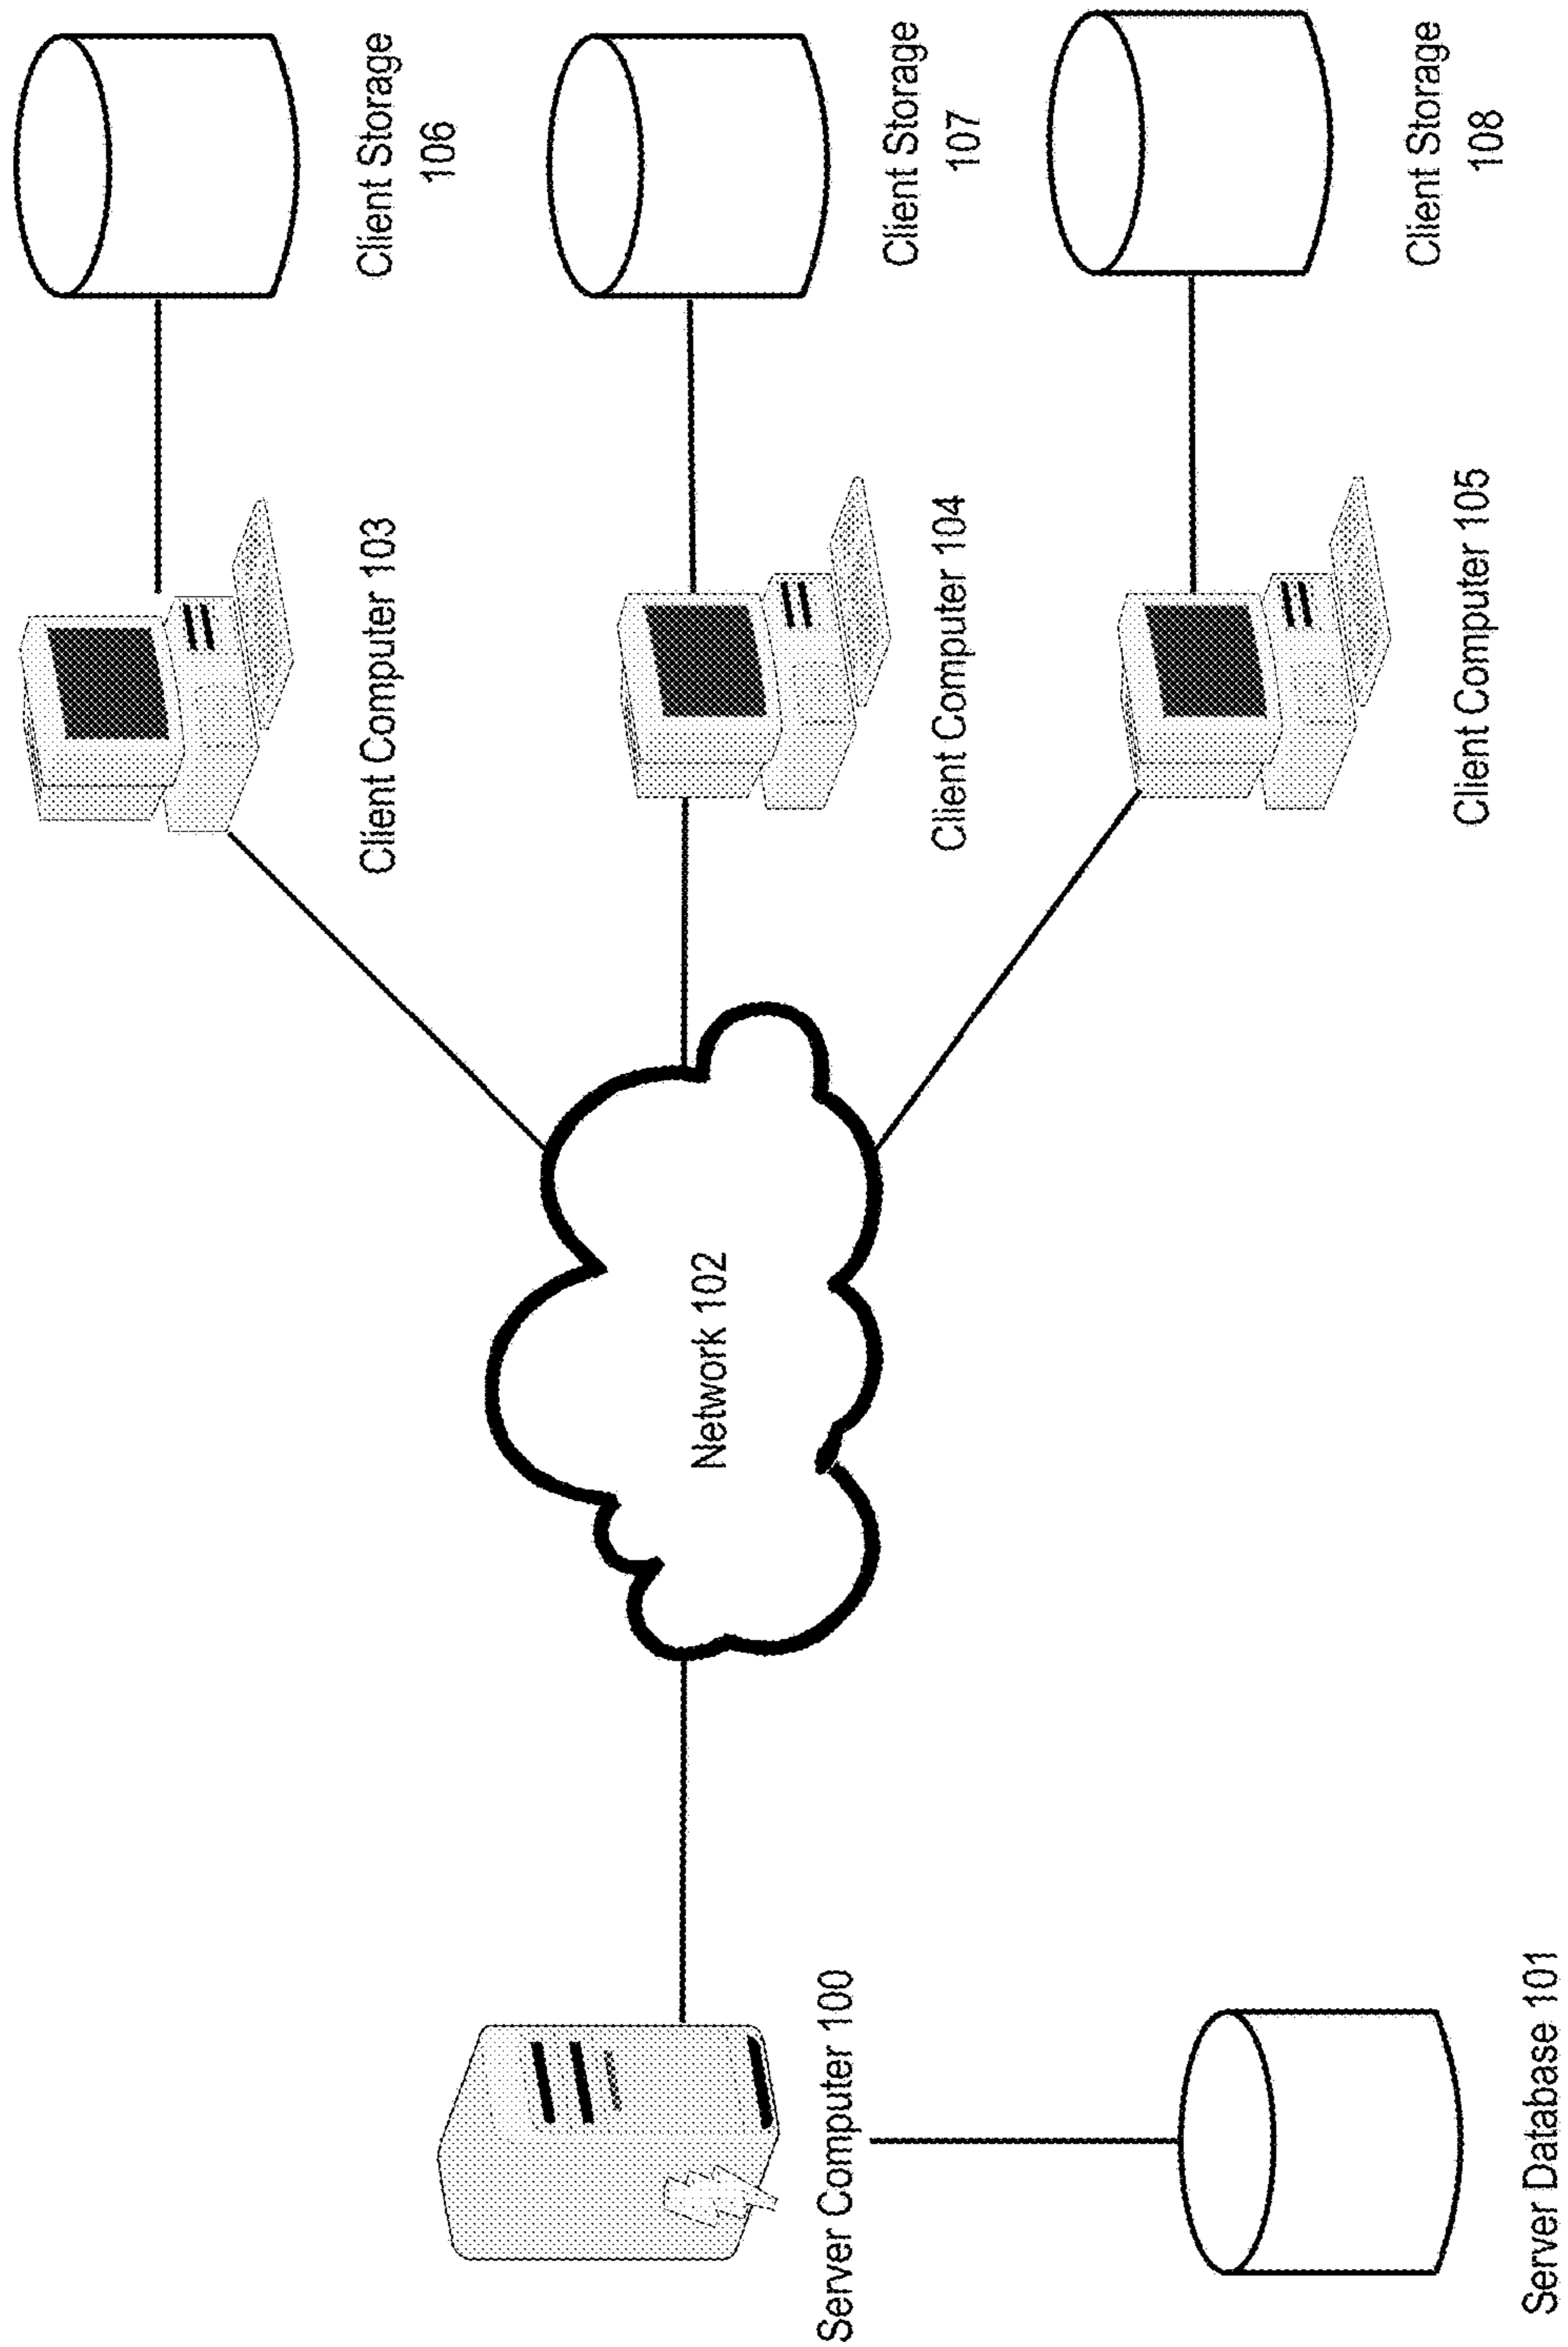 Client Storage
106
Client Computer 103
Client Storage
107
Client Computer 104
Network 102
Client Storage
108
Client Computer 105
Server Computer 100
Server Database 101